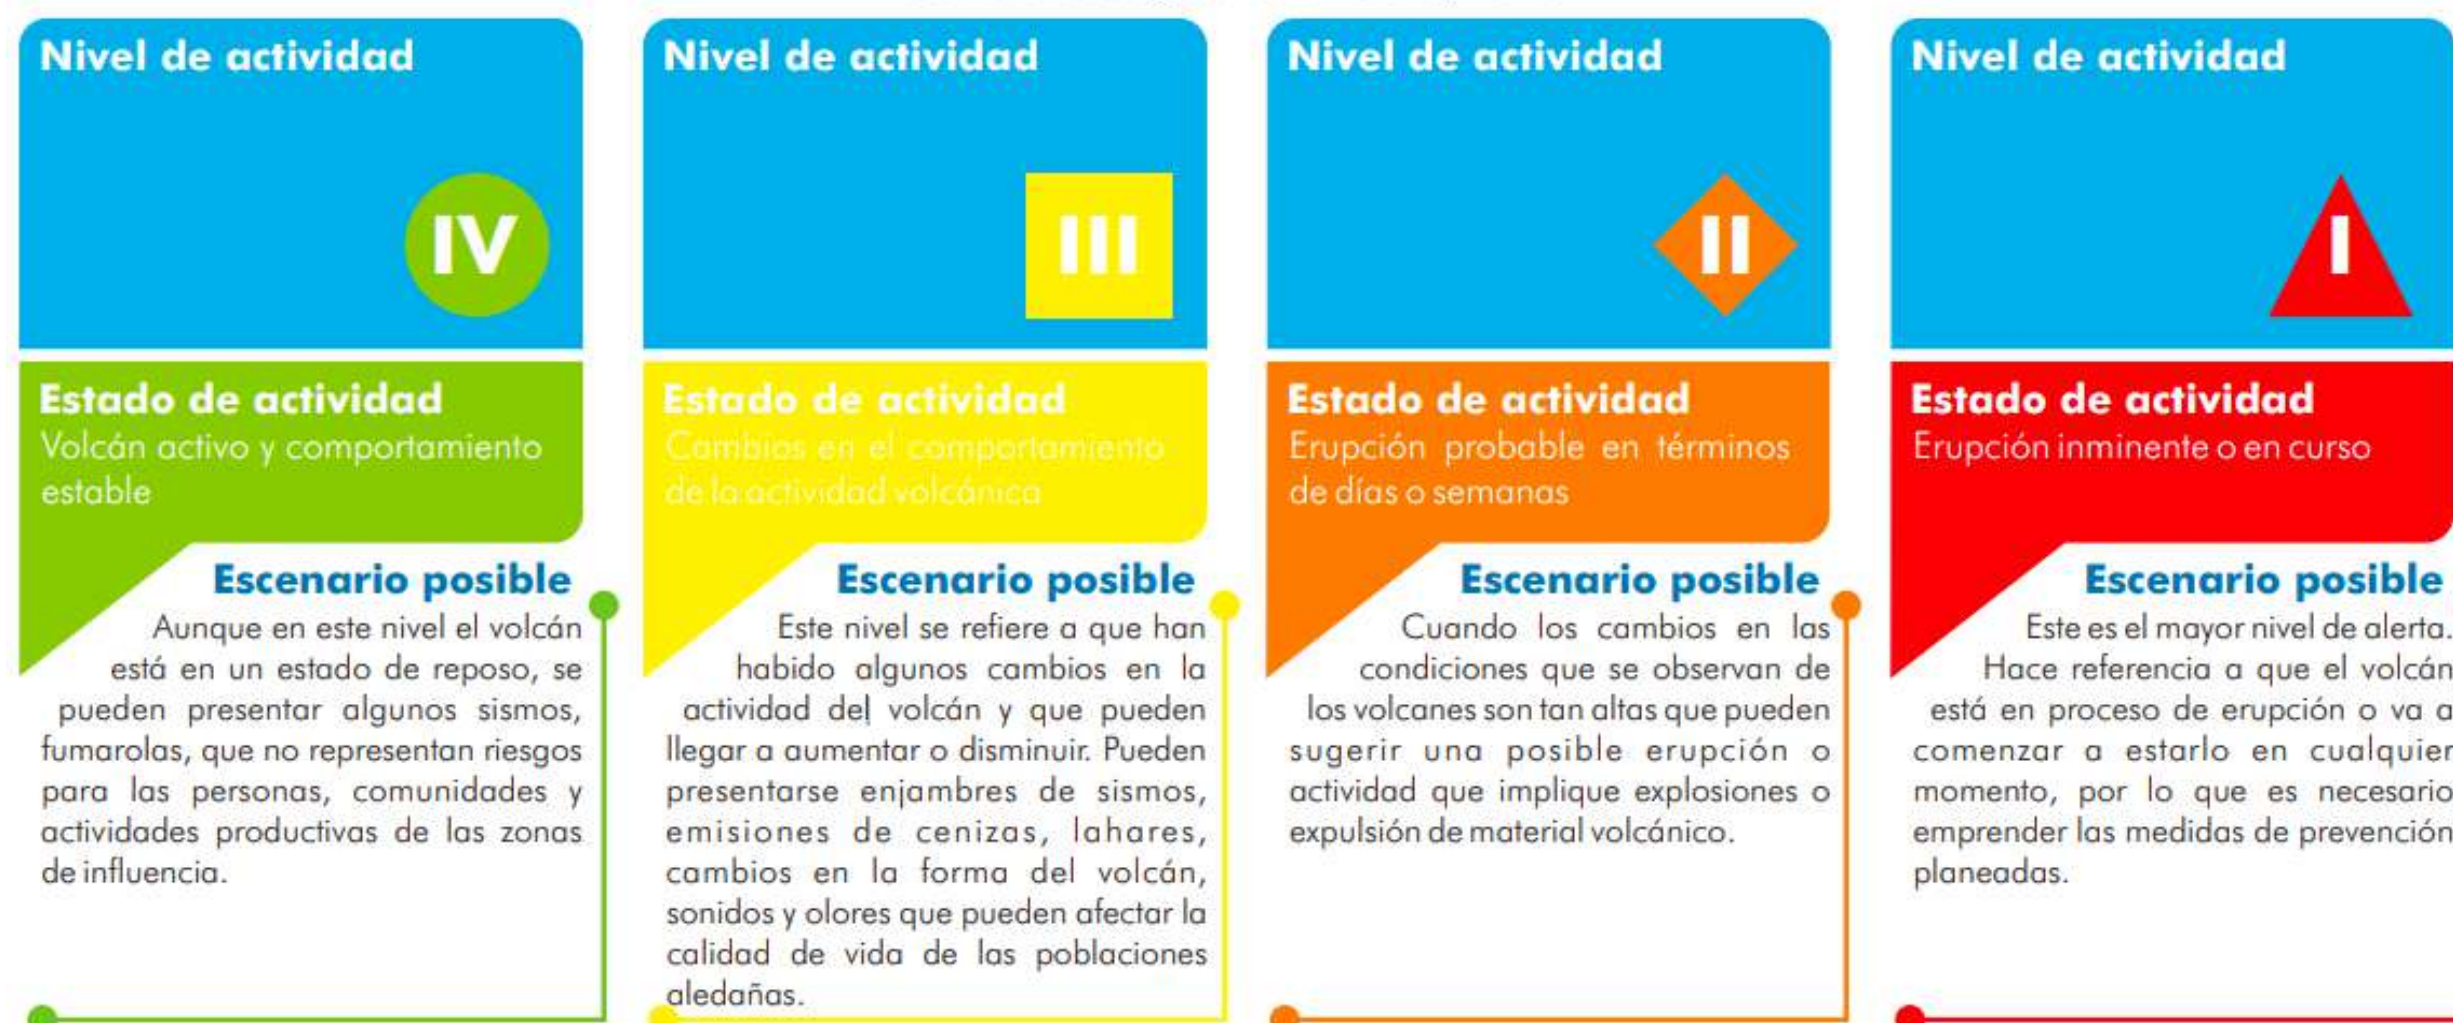 Nivel de actividad
IV
Estado de actividad
Volcán activo y comportamiento
estable
Escenario posible
Aunque en este nivel el volcán
está en un estado de reposo, se
pueden presentar algunos sismos,
fumarolas, que no representan riesgos
para las personas, comunidades y
actividades productivas de las zonas
de influencia.
Nivel de actividad
III
Estado de actividad
Cambios en el comportamiento
de la actividad volcánica
Escenario posible
Este nivel se refiere a que han
habido algunos cambios en la
actividad del volcán y que pueden
llegar a aumentar o disminuir. Pueden
presentarse enjambres de sismos,
emisiones de cenizas, lahares,
cambios en la forma del volcán,
sonidos y olores que pueden afectar la
calidad de vida de las poblaciones
aledañas.
Nivel de actividad
II
Estado de actividad
Erupción probable en términos
de días o semanas
Escenario posible
Cuando los cambios en las
condiciones que se observan de
los volcanes son tan altas que pueden
sugerir una posible erupción o
actividad que implique explosiones o
expulsión de material volcánico.
Nivel de actividad
I
Estado de actividad
Erupción inminente o en curso
Escenario posible
Este es el mayor nivel de alerta.
Hace referencia a que el volcán
está en proceso de erupción o va a
comenzar a estarlo en cualquier
momento, por lo que es necesario
emprender las medidas de prevención
planeadas.